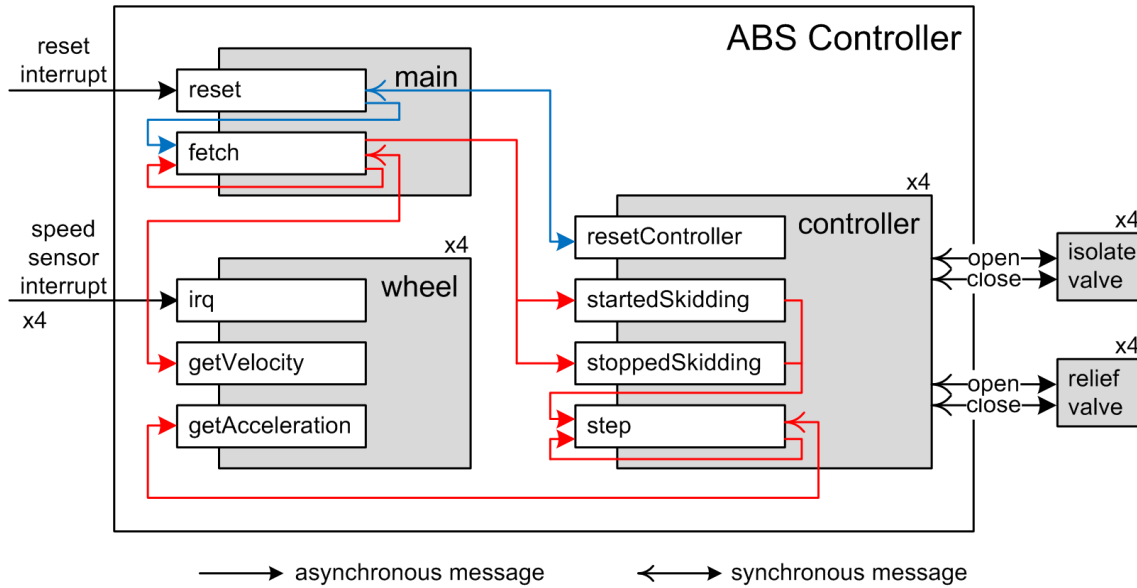 ABS Controller
reset
interrupt
main
reset
fetch
speed
sensor
interrupt
x4
x4
wheel
irq
getVelocity
getAcceleration
x4
controller
resetController
startedSkidding
stoppedSkidding
step
open
close
x4
isolate
valve
open
close
x4
relief
valve
asynchronous message
synchronous message